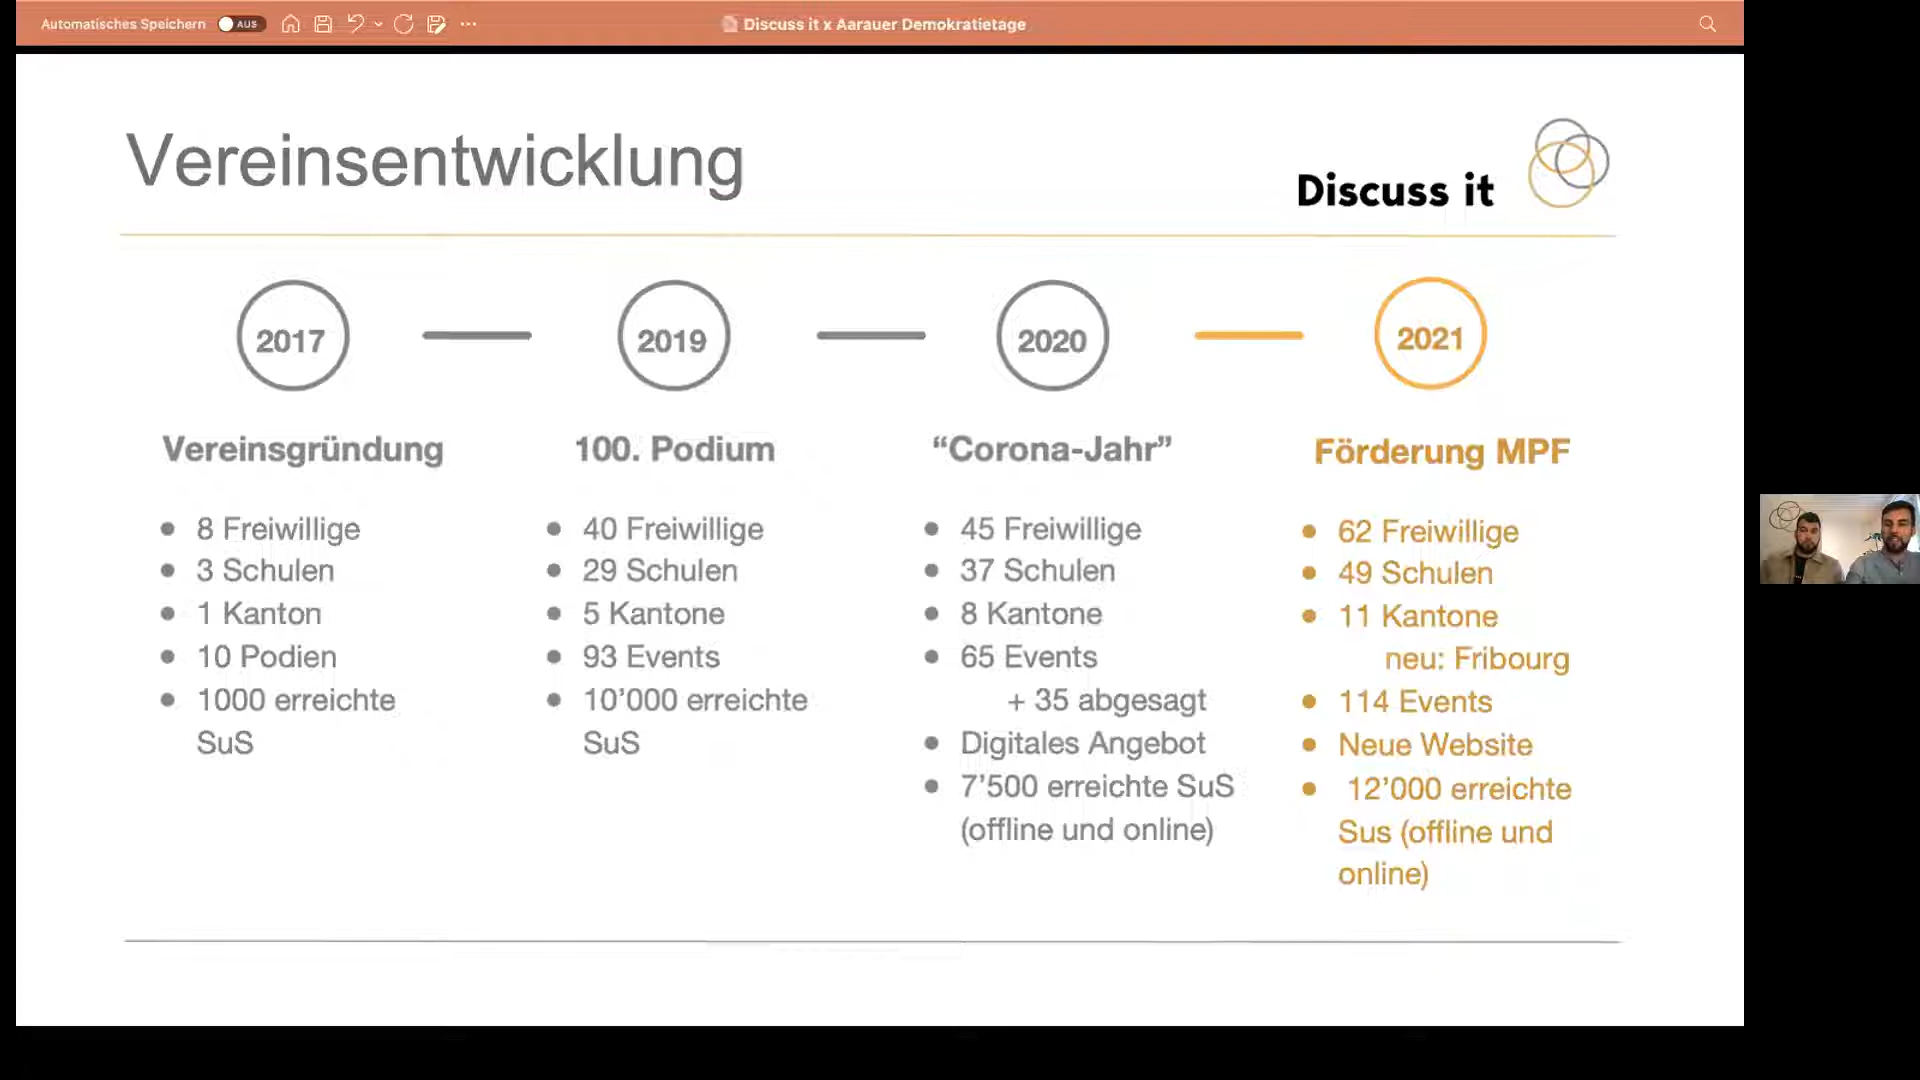 Automatisches Speichern AUS
Discuss it x Aarauer Demokratietage
Vereinsentwicklung
Discuss it
2017
2019
2020
2021
Vereinsgründung
8 Freiwillige
3 Schulen
1 Kanton
10 Podien
1000 erreichte
SuS
100. Podium
40 Freiwillige
29 Schulen
5 Kantone
93 Events
10’000 erreichte
SuS
“Corona-Jahr”
45 Freiwillige
37 Schulen
8 Kantone
65 Events
+ 35 abgesagt
Digitales Angebot
7’500 erreichte SuS
(offline und online)
Förderung MPF
62 Freiwillige
49 Schulen
11 Kantone
neu: Fribourg
114 Events
Neue Website
12’000 erreichte
Sus (offline und
online)